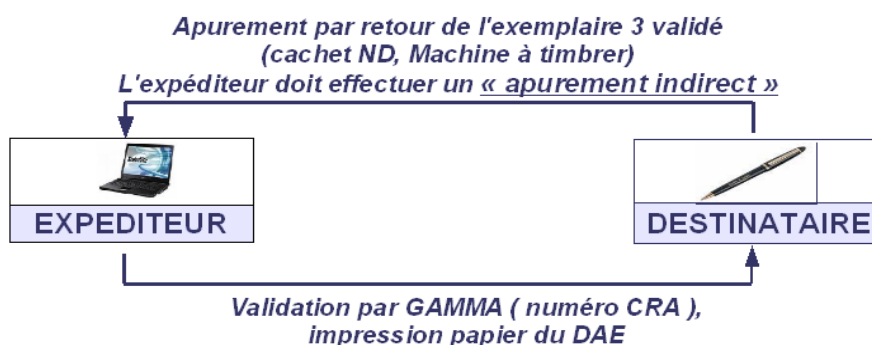 Apurement par retour de l'exemplaire 3 validé
(cachet ND, Machine à timbrer)
L'expéditeur doit effectuer un « apurement indirect »
EXPEDITEUR
DESTINATAIRE
Validation par GAMMA ( numéro CRA ),
impression papier du DAE